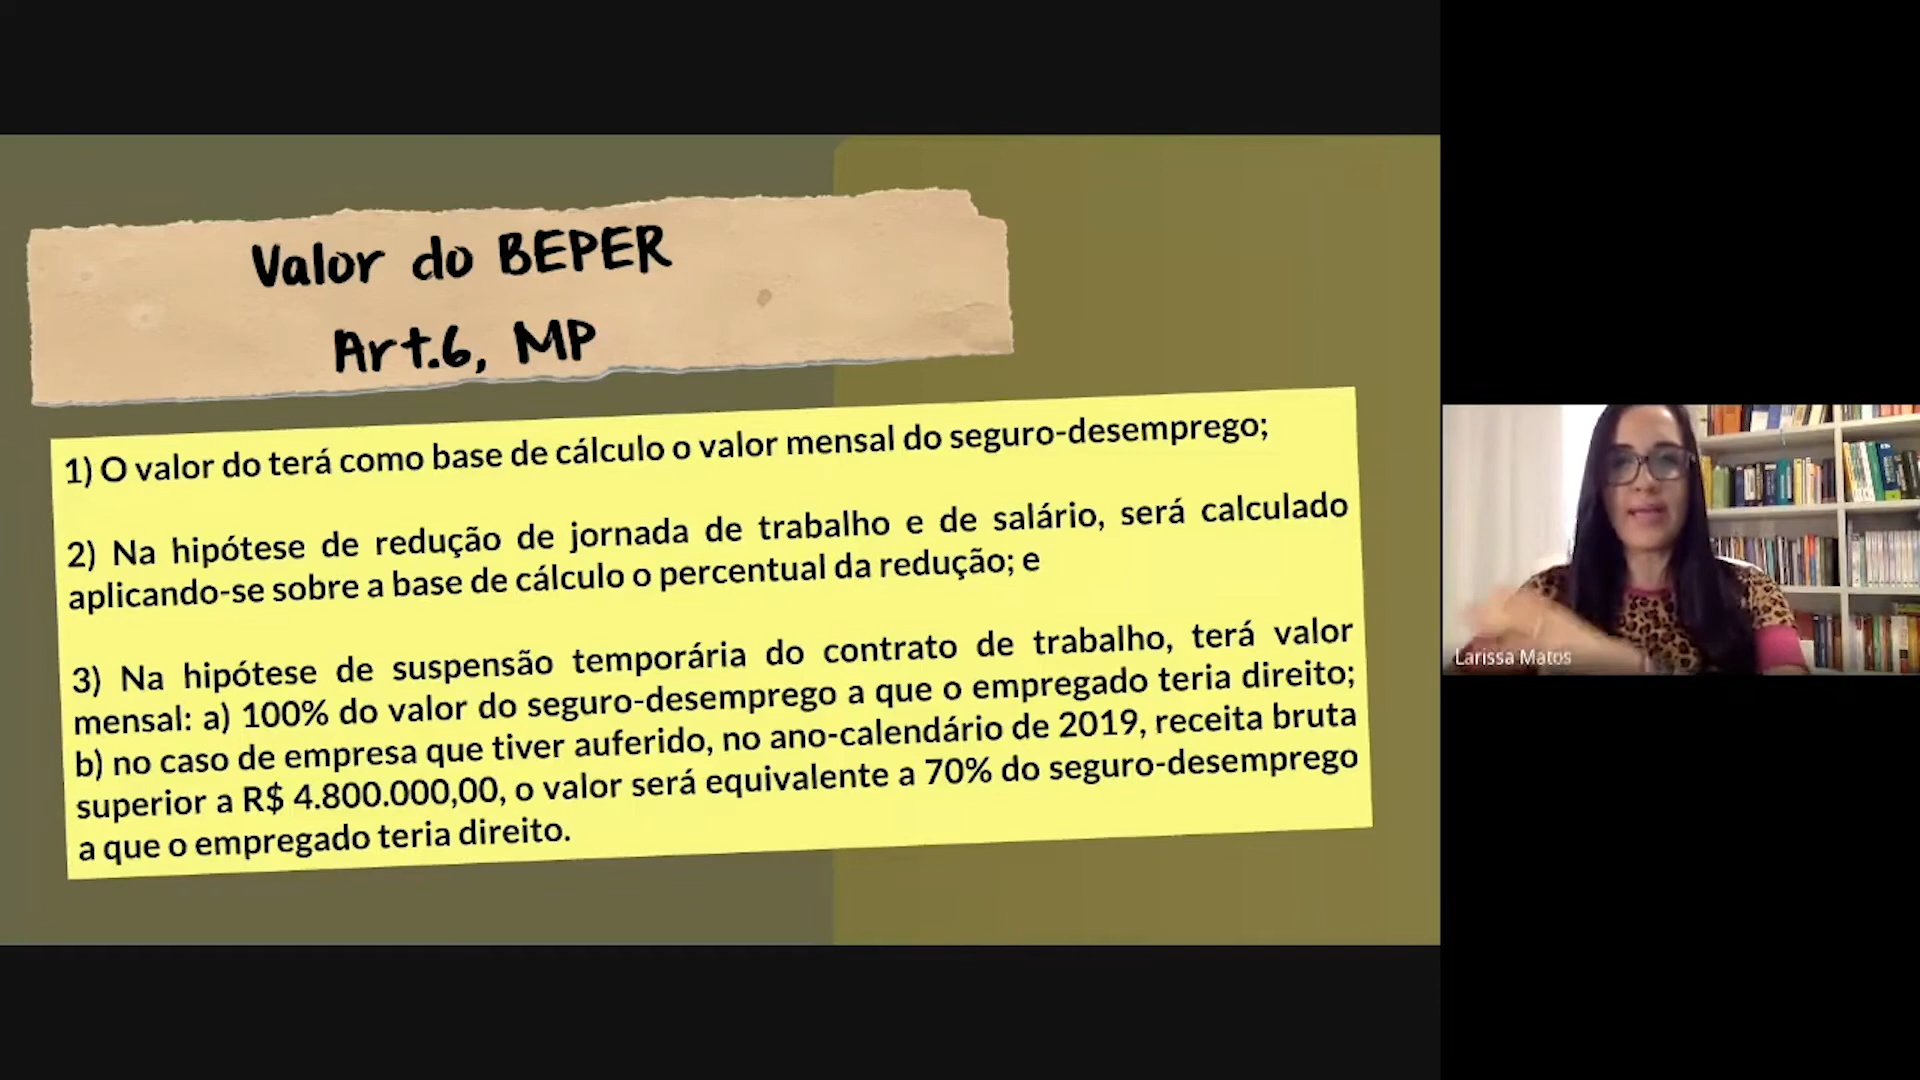 Valor do BEPER
Art.6, MP
1) O valor do terá como base de cálculo o valor mensal do seguro-desemprego;
2) Na hipótese de redução de jornada de trabalho e de salário, será calculado
aplicando-se sobre a base de cálculo o percentual da redução; e
3) Na hipótese de suspensão temporária do contrato de trabalho, terá valor
mensal: a) 100% do valor do seguro-desemprego a que o empregado teria direito;
b) no caso de empresa que tiver auferido, no ano-calendário de 2019, receita bruta
superior a R$ 4.800.000,00, o valor será equivalente a 70% do seguro-desemprego
a que o empregado teria direito.
Larissa Matos